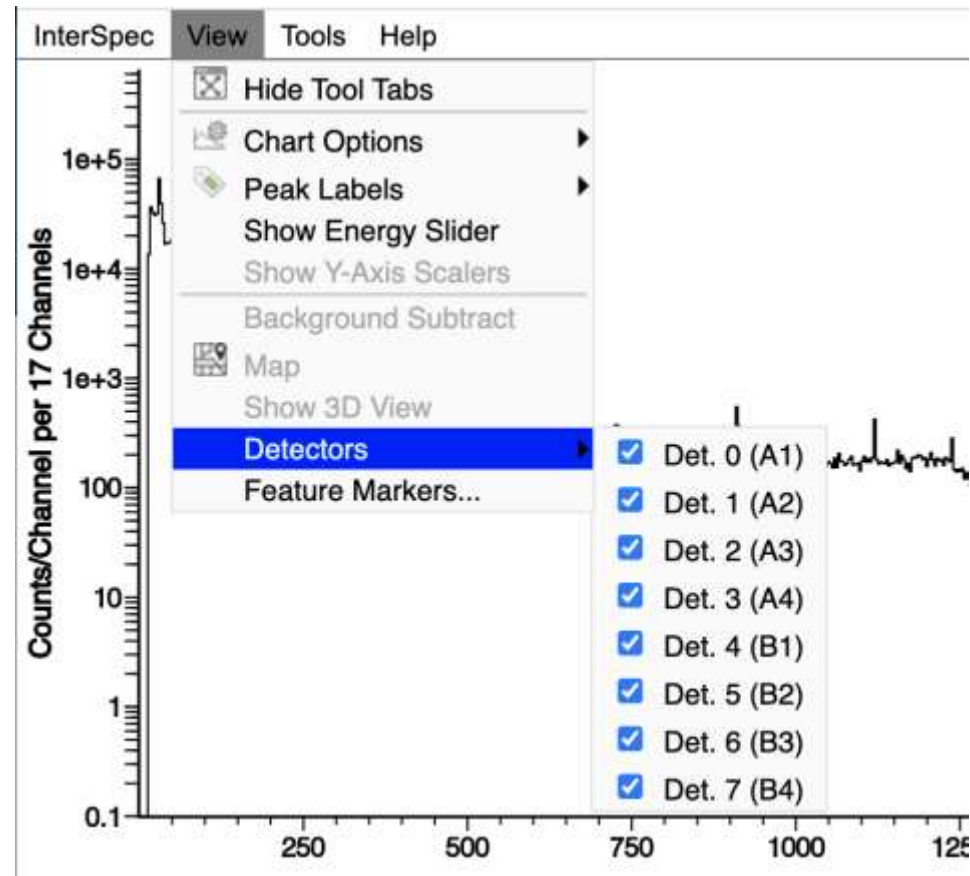 InterSpec View Tools Help
Hide Tool Tabs
Chart Options
Peak Labels
Show Energy Slider
Show Y-Axis Scalers
Background Subtract
Map
Show 3D View
Detectors
Feature Markers...
Det. 0 (A1)
Det. 1 (A2)
Det. 2 (A3)
Det. 3 (A4)
Det. 4 (B1)
Det. 5 (B2)
Det. 6 (B3)
Det. 7 (B4)
Counts/Channel per 17 Channels
1e+5
1e+4
1e+3
100
10
1
0.1
250 500 750 1000 125